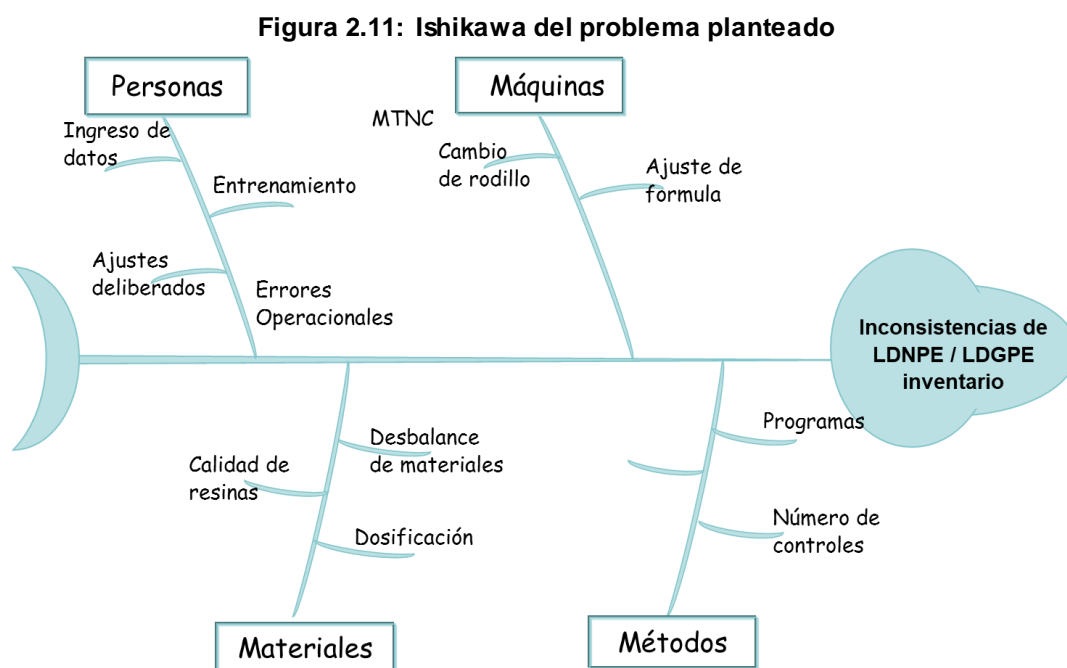 Figura 2.11: Ishikawa del problema planteado
Personas
Máquinas
Ingreso de
datos
MTNC
Cambio
de rodillo
Entrenamiento
Ajuste de
formula
Ajustes
deliberados
Errores
Operacionales
Inconsistencias de
LDNPE / LDGPE
inventario
Programas
Desbalance
de materiales
Calidad de
resinas
Dosificación
Número de
controles
Materiales
Métodos